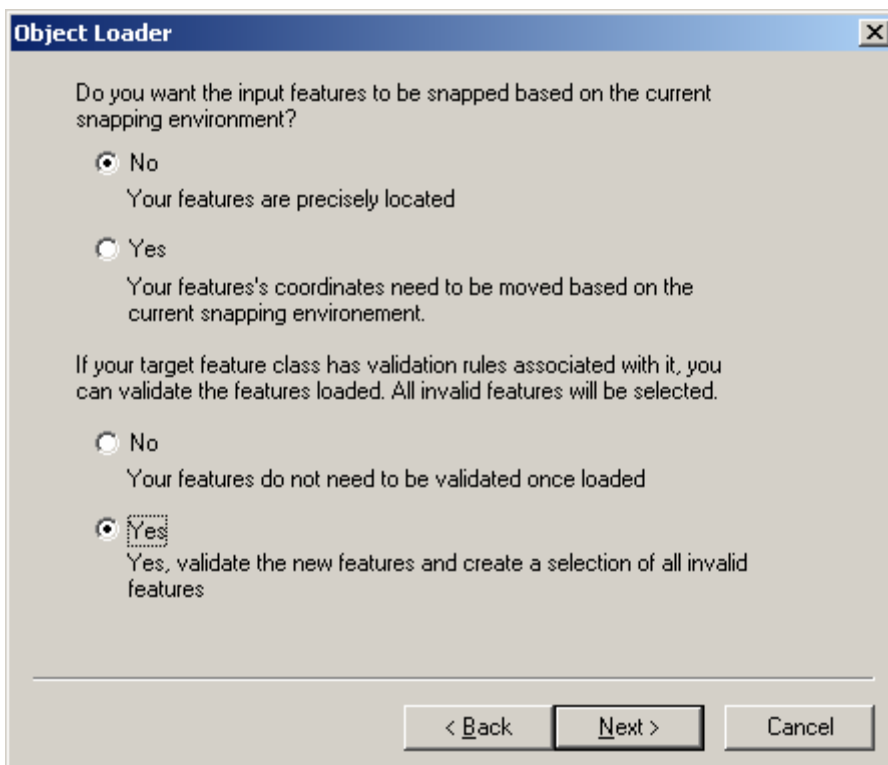 Object Loader
Do you want the input features to be snapped based on the current
snapping environment?
No
Your features are precisely located
Yes
Your features's coordinates need to be moved based on the
current snapping environement.
If your target feature class has validation rules associated with it, you
can validate the features loaded. All invalid features will be selected.
No
Your features do not need to be validated once loaded
Yes
Yes, validate the new features and create a selection of all invalid
features
< Back Next > Cancel